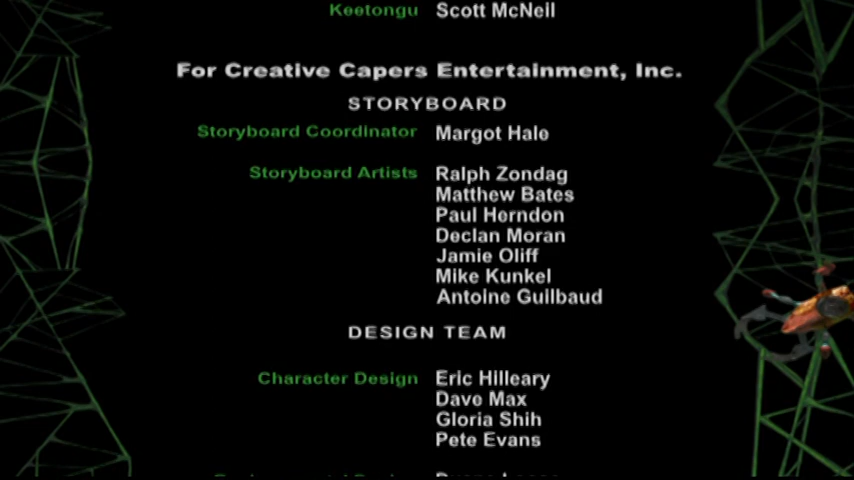 Keetongu Scott McNeil
For Creative Capers Entertainment, Inc.
STORYBOARD
Storyboard Coordinator Margot Hale
Storyboard Artists Ralph Zondag
Matthew Bates
Paul Herndon
Declan Moran
Jamie Oliff
Mike Kunkel
Antoine Guilbaud
DESIGN TEAM
Character Design Eric Hilleary
Dave Max
Gloria Shih
Pete Evans